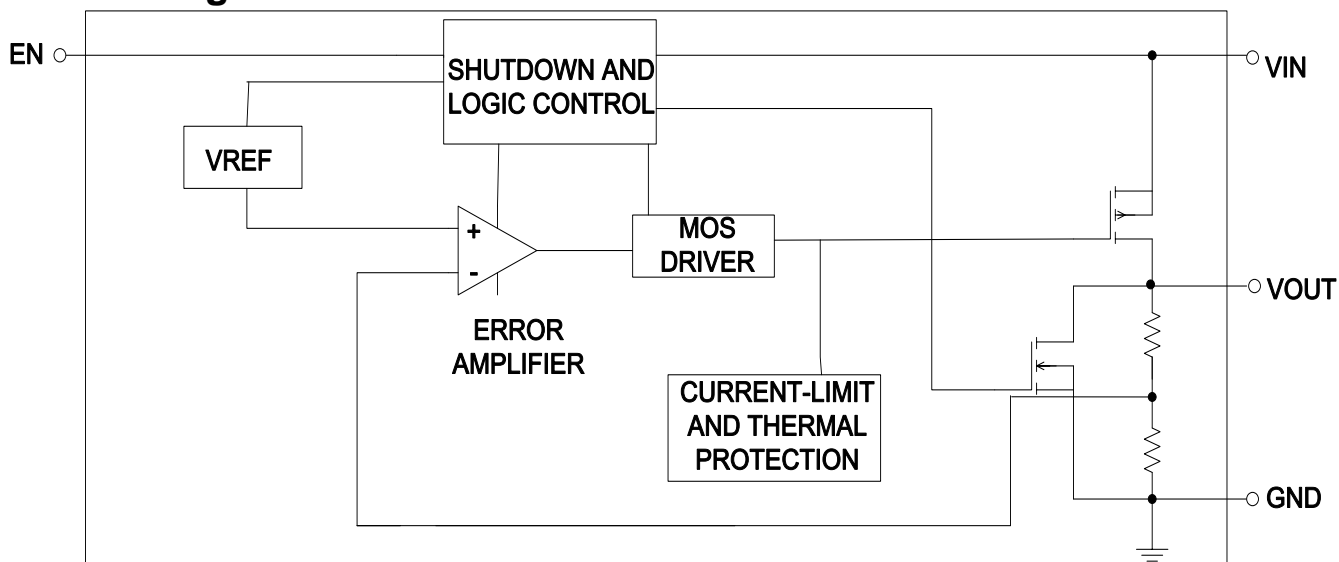 EN
SHUTDOWN AND
LOGIC CONTROL
VIN
VREF
+
-
MOS
DRIVER
VOUT
ERROR
AMPLIFIER
CURRENT-LIMIT
AND THERMAL
PROTECTION
GND